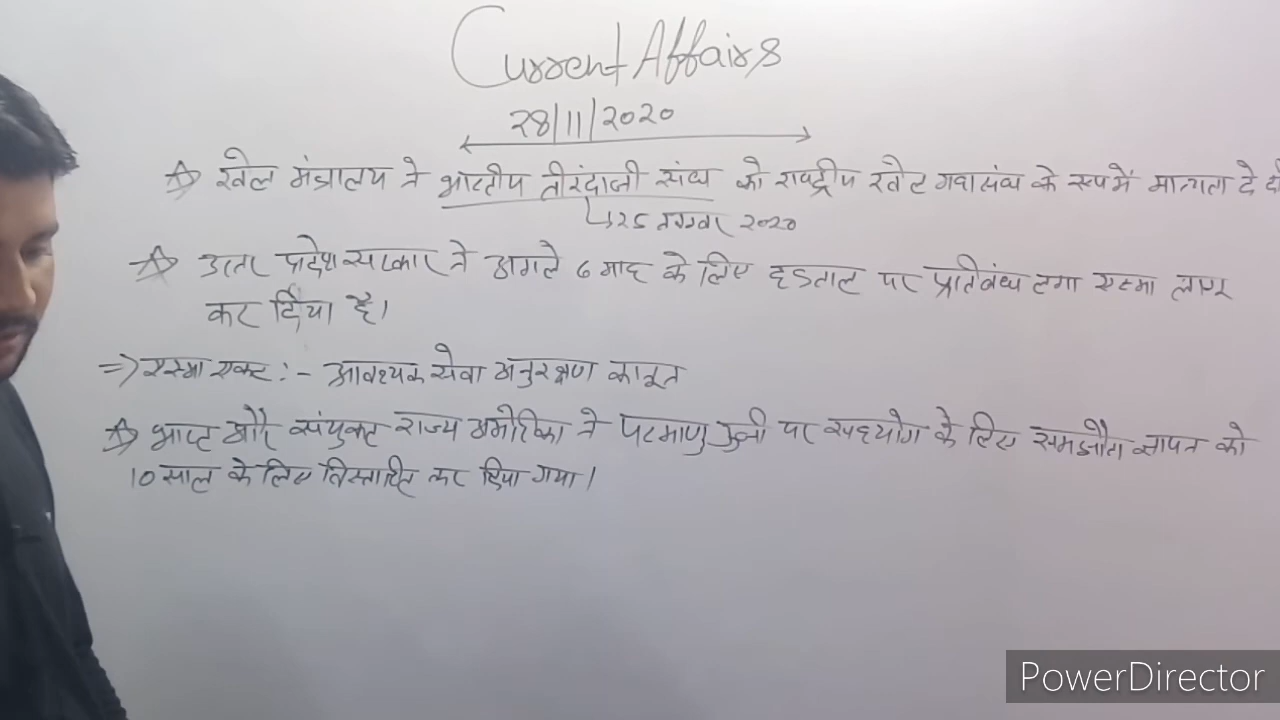 Current Affairs
28/11/2020
☆ खेल मंत्रालय ने भारतीय तीरंदाजी संघ को राष्ट्रीय खेल महासंघ के रूप में मान्यता दे दी
↳ 25 नवम्बर 2020
☆ उत्तर प्रदेश सरकार ने अगले 6 माह के लिए हडताल पर प्रतिबंध लगा एस्मा लागू
कर दिया है।
=> एस्मा एक्ट :- आवश्यक सेवा अनुरक्षण कानून
☆ भारत और संयुक्त राज्य अमेरिका ने परमाणु उर्जा पर सहयोग के लिए समझौता ज्ञापन को
10 साल के लिए विस्तारित कर दिया गया।
PowerDirector